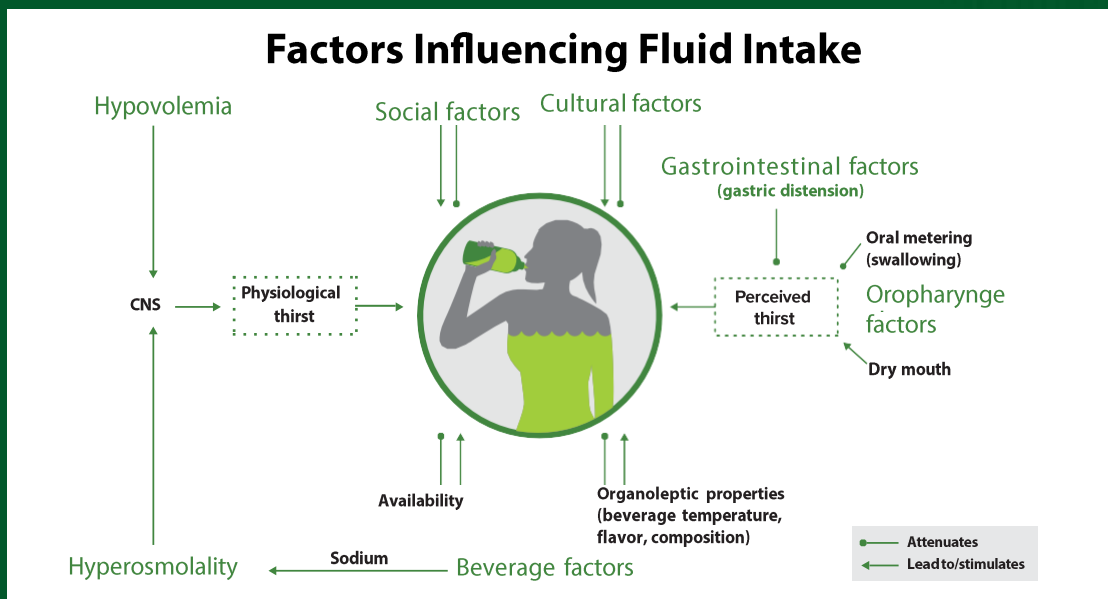 Factors Influencing Fluid Intake
Hypovolemia
Social factors
Cultural factors
Gastrointestinal factors
(gastric distension)
Oral metering
(swallowing)
CNS
Physiological
thirst
Perceived
thirst
Oropharynge
factors
Dry mouth
Availability
Organoleptic properties
(beverage temperature,
flavor, composition)
Hyperosmolality
Sodium
Beverage factors
Attenuates
Lead to/stimulates